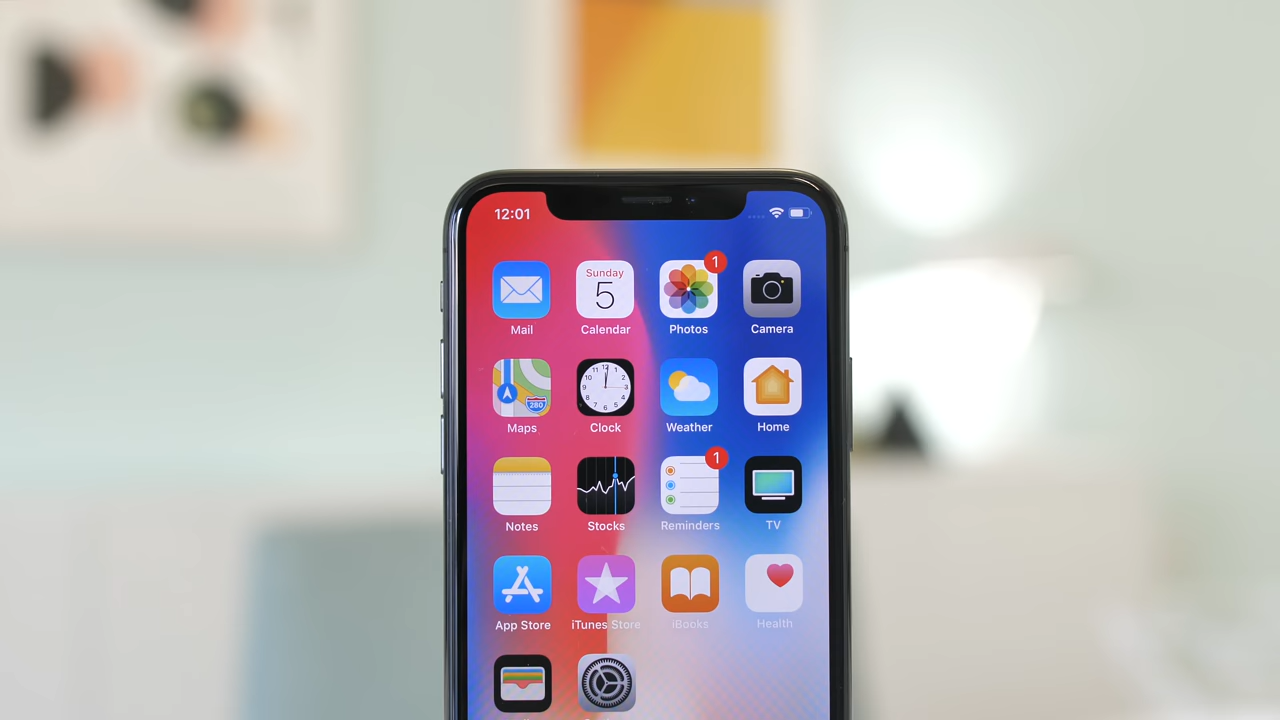 12:01
1
Sunday
5
Mail Calendar Photos Camera
280
Maps Clock Weather Home
1
Notes Stocks Reminders TV
App Store iTunes Store iBooks Health